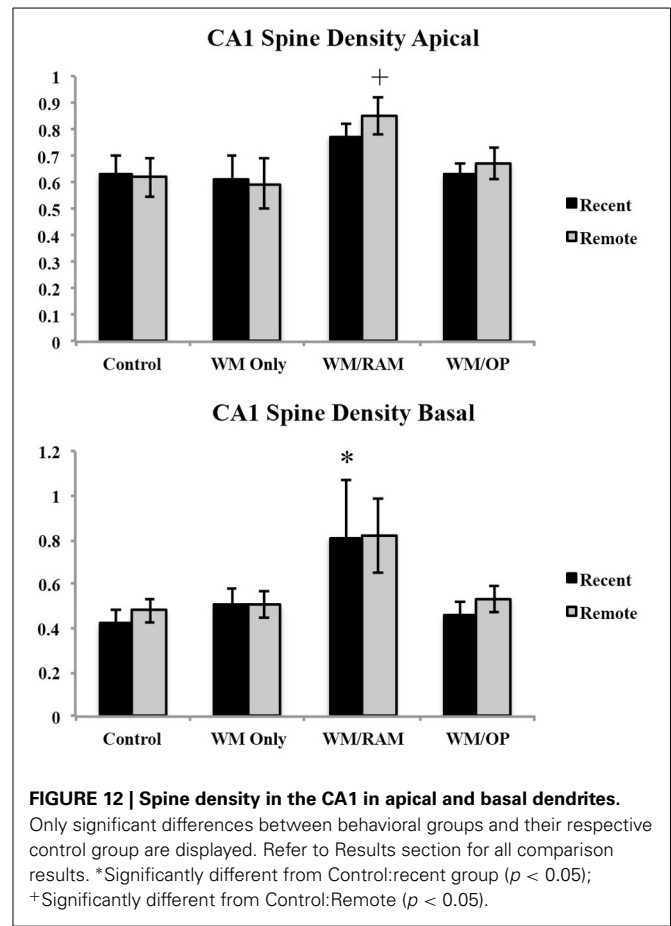 CA1 Spine Density Apical
+
1
0.9
0.8
0.7
0.6
0.5
0.4
0.3
0.2
0.1
0
Recent
Remote
Control WM Only WM/RAM WM/OP
CA1 Spine Density Basal
*
1.2
1
0.8
0.6
0.4
0.2
0
Recent
Remote
Control WM Only WM/RAM WM/OP
FIGURE 12 | Spine density in the CA1 in apical and basal dendrites.
Only significant differences between behavioral groups and their respective
control group are displayed. Refer to Results section for all comparison
results. *Significantly different from Control:recent group (p < 0.05);
+Significantly different from Control:Remote (p < 0.05).